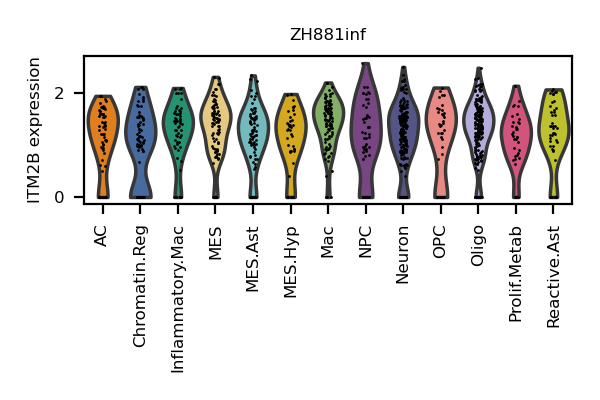 ZH881inf
ITM2B expression
2
0
AC
Chromatin.Reg
Inflammatory.Mac
MES
MES.Ast
MES.Hyp
Mac
NPC
Neuron
OPC
Oligo
Prolif.Metab
Reactive.Ast